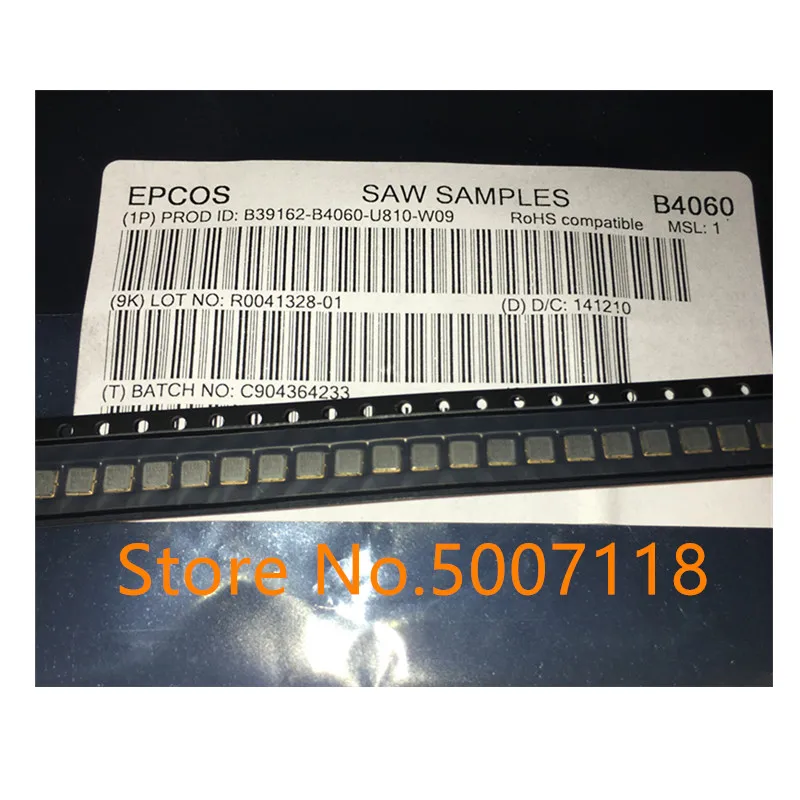 EPCOS SAW SAMPLES B4060
(1P) PROD ID: B39162-B4060-U810-W09 RoHS compatible MSL: 1
(9K) LOT NO: R0041328-01 (D) D/C: 141210
(T) BATCH NO: C904364233
Store No.5007118